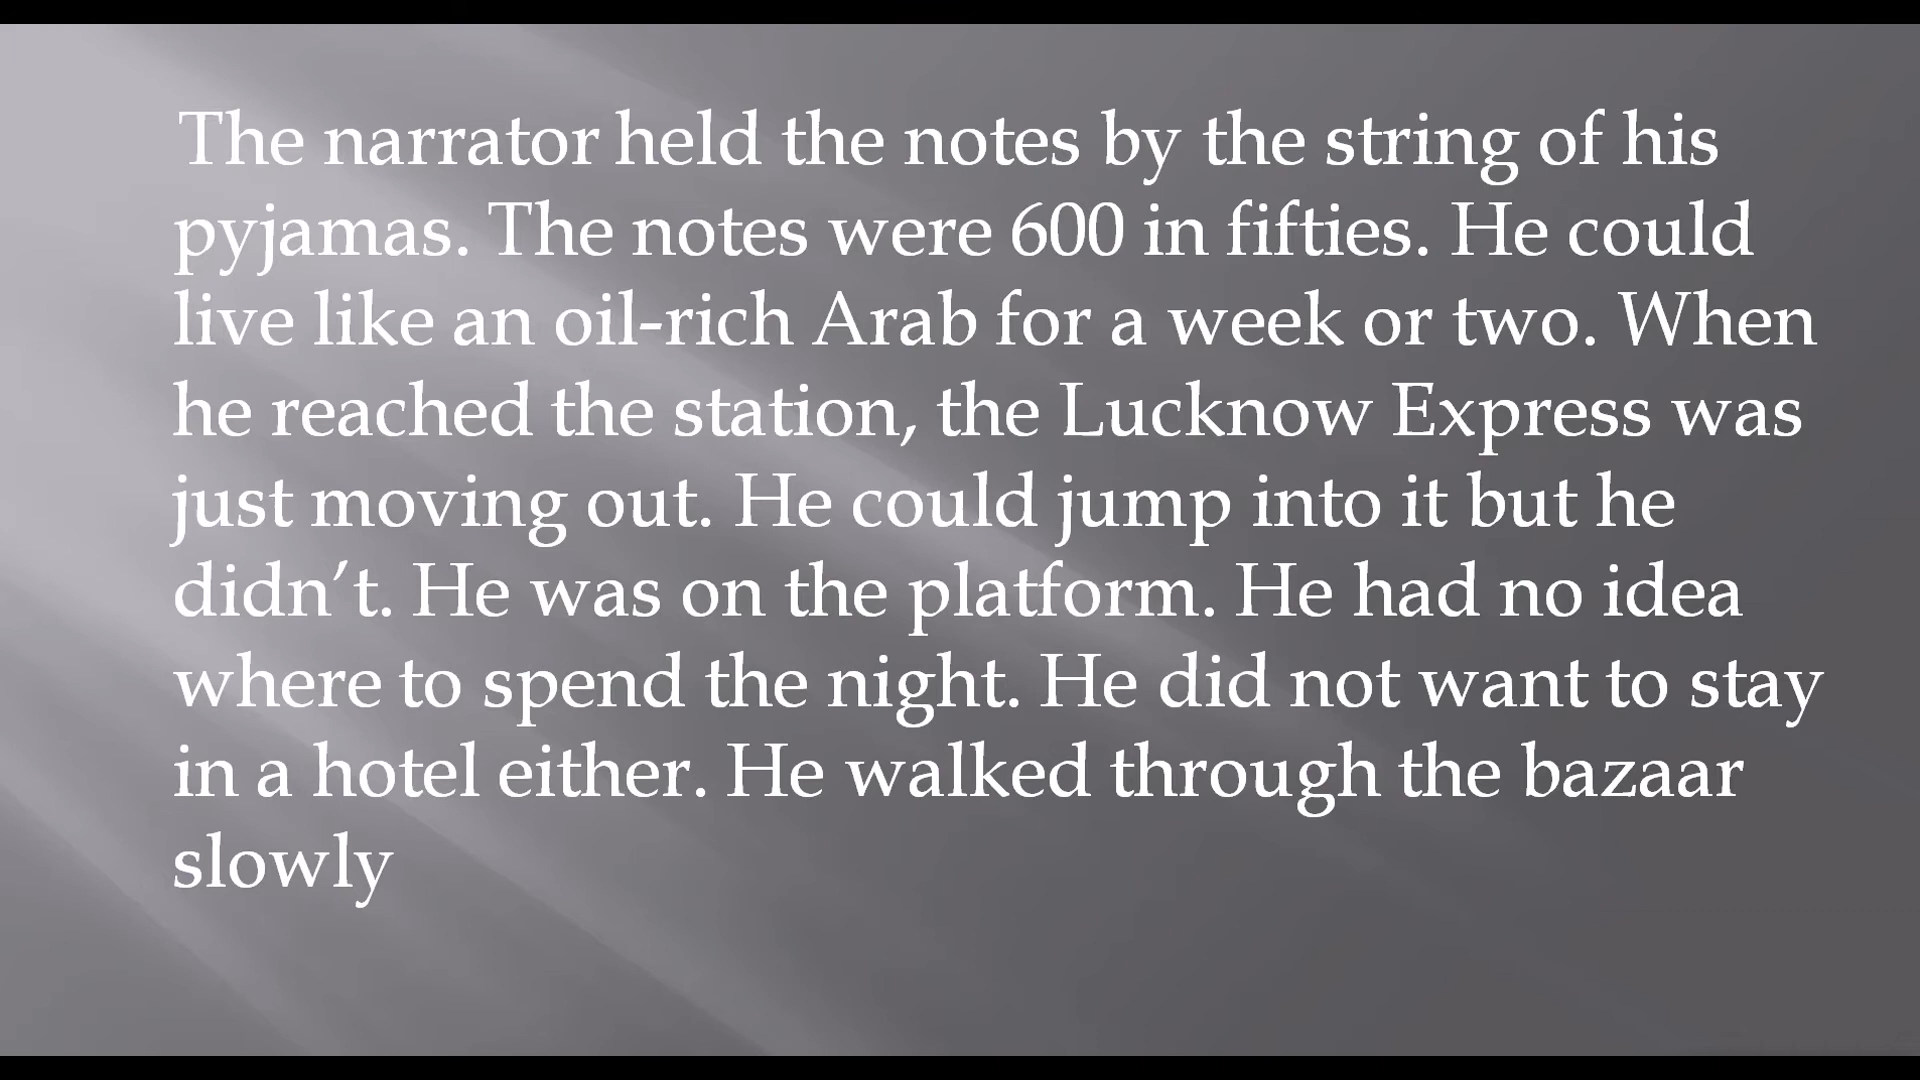 The narrator held the notes by the string of his
pyjamas. The notes were 600 in fifties. He could
live like an oil-rich Arab for a week or two. When
he reached the station, the Lucknow Express was
just moving out. He could jump into it but he
didn’t. He was on the platform. He had no idea
where to spend the night. He did not want to stay
in a hotel either. He walked through the bazaar
slowly